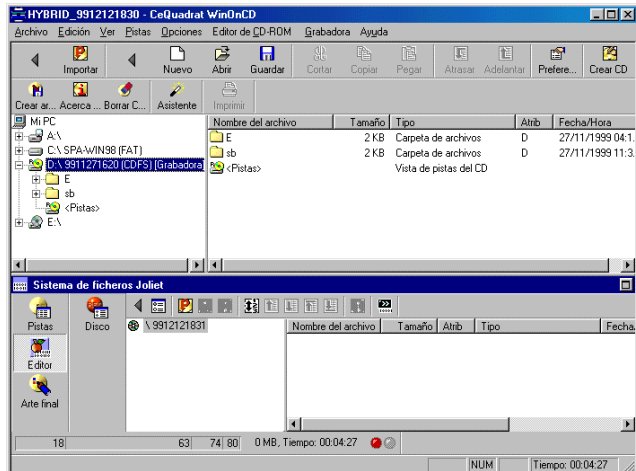 HYBRID_9912121830 - CeQuadrat WinOnCD
Archivo Edición Ver Pistas Opciones Editor de CD-ROM Grabadora Ayuda
Importar Nuevo Abrir Guardar Cortar Copiar Pegar Atrasar Adelantar Prefere... Crear CD
Crear ar... Acerca ... Borrar C... Asistente Imprimir
Mi PC
A:\
C:\ SPA-WIN98 (FAT)
D:\ 9911271620 (CDFS) [Grabadora
E
sb
<Pistas>
E:\
Nombre del archivo Tamaño Tipo Atrib Fecha/Hora
E 2 KB Carpeta de archivos D 27/11/1999 04:1.
sb 2 KB Carpeta de archivos D 27/11/1999 11:3.
<Pistas> Vista de pistas del CD
Sistema de ficheros Joliet
Pistas
Editor
Arte final
Disco
\ 9912121831
Nombre del archivo Tamaño Atrib Tipo Fecha.
18 63 74 80 0 MB, Tiempo: 00:04:27
NUM Tiempo: 00:04:27